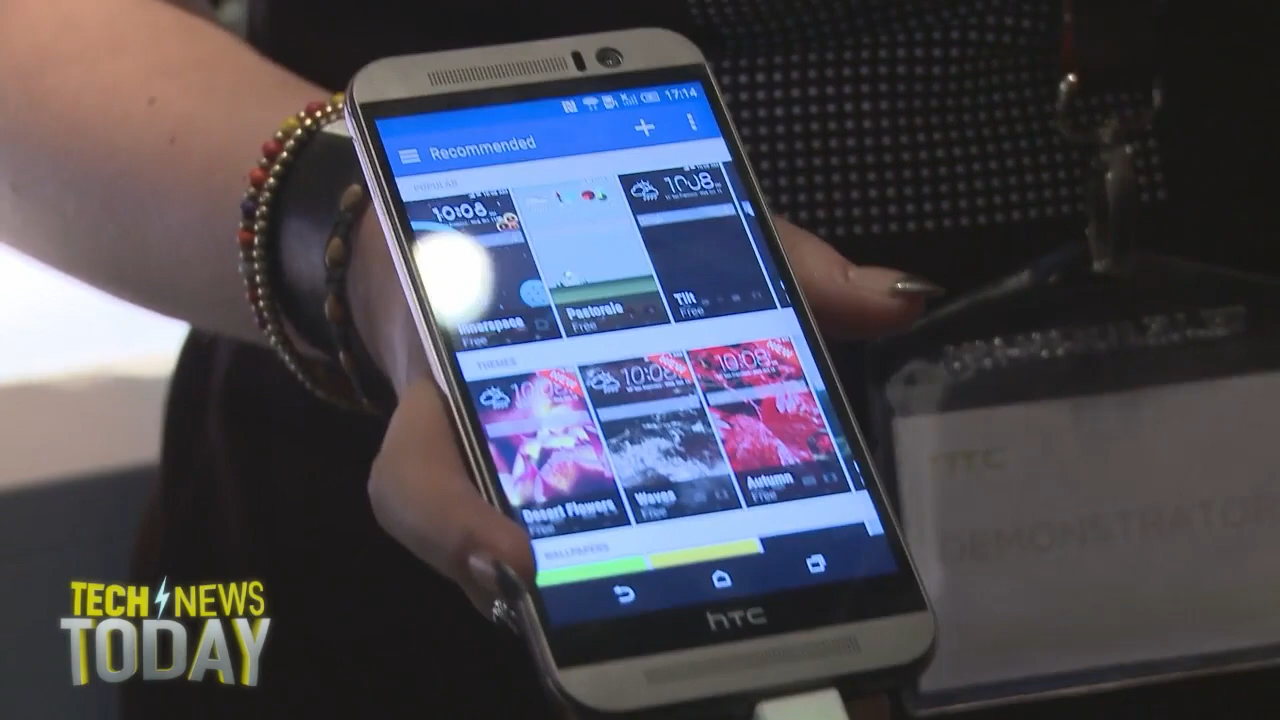 17:14
Recommended
POPULAR
10:08
10:08
Innerspace
Free
Pastorale
Free
Tilt
Free
THEMES
10:08
10:08
10:08
Desert Flowers
Free
Waves
Free
Autumn
Free
WALLPAPERS
hTC
HTC
DEMONSTRATOR
TECH NEWS
TODAY